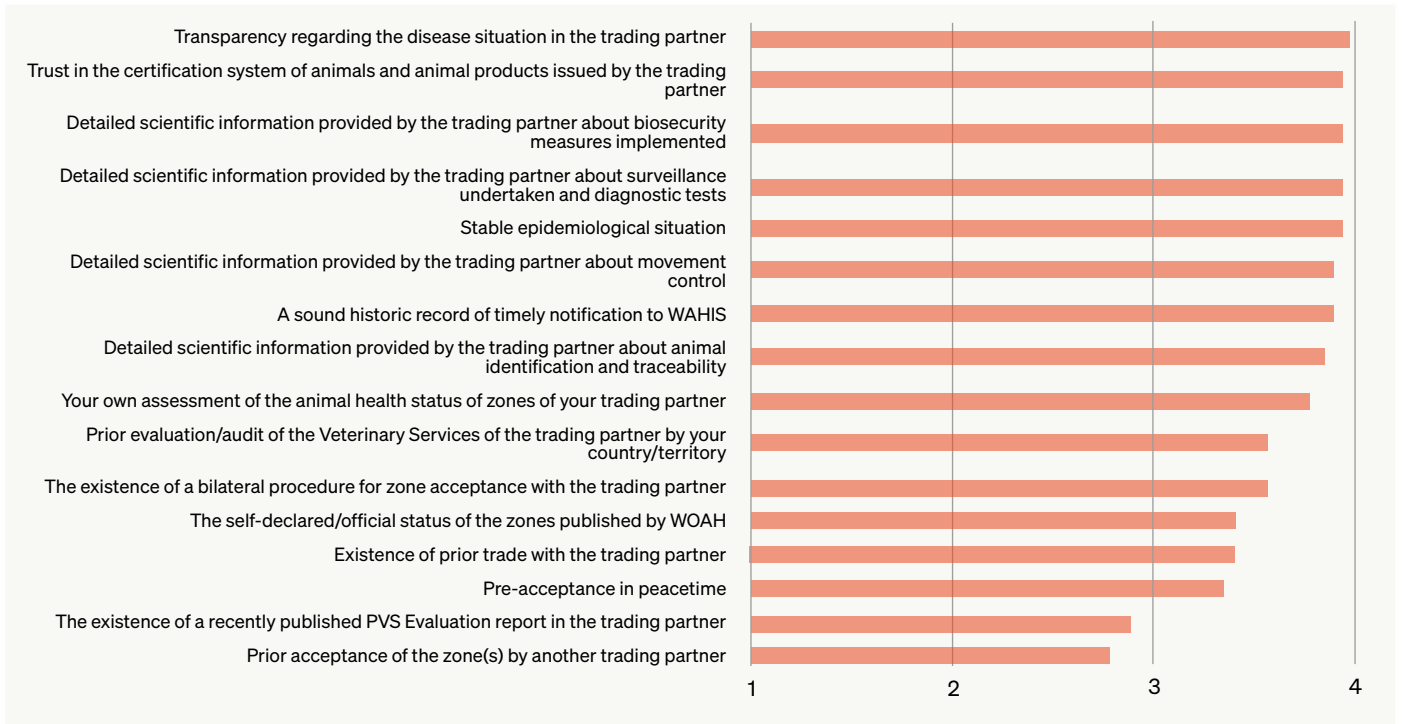 Transparency regarding the disease situation in the trading partner
Trust in the certification system of animals and animal products issued by the trading
partner
Detailed scientific information provided by the trading partner about biosecurity
measures implemented
Detailed scientific information provided by the trading partner about surveillance
undertaken and diagnostic tests
Stable epidemiological situation
Detailed scientific information provided by the trading partner about movement
control
A sound historic record of timely notification to WAHIS
Detailed scientific information provided by the trading partner about animal
identification and traceability
Your own assessment of the animal health status of zones of your trading partner
Prior evaluation/audit of the Veterinary Services of the trading partner by your
country/territory
The existence of a bilateral procedure for zone acceptance with the trading partner
The self-declared/official status of the zones published by WOAH
Existence of prior trade with the trading partner
Pre-acceptance in peacetime
The existence of a recently published PVS Evaluation report in the trading partner
Prior acceptance of the zone(s) by another trading partner
1 2 3 4